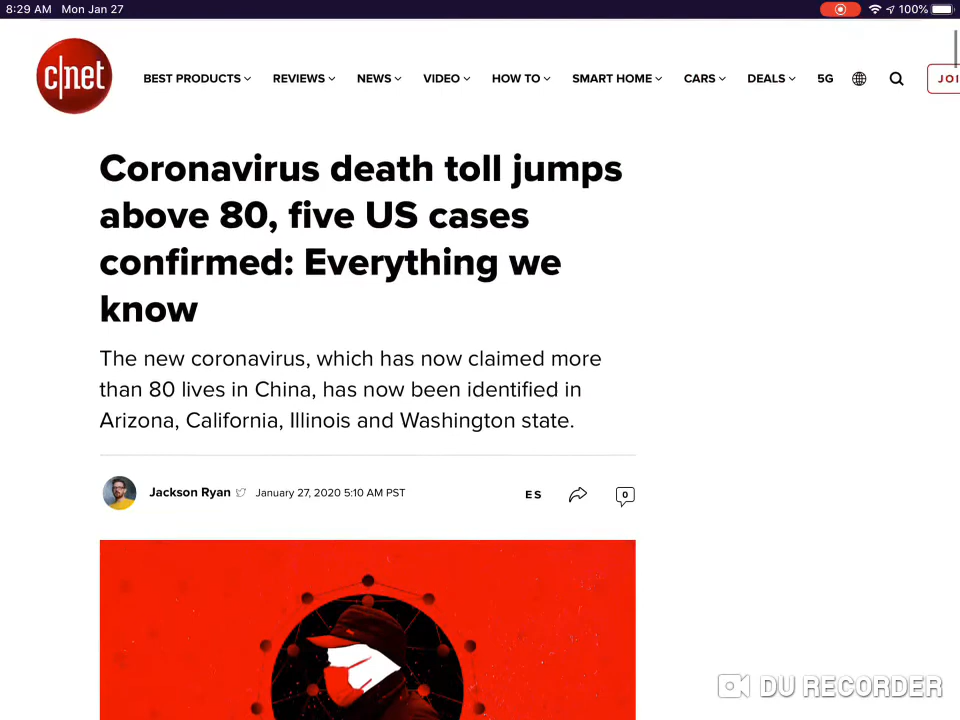 8:29 AM Mon Jan 27 100%
c|net BEST PRODUCTS REVIEWS NEWS VIDEO HOW TO SMART HOME CARS DEALS 5G JOI
Coronavirus death toll jumps
above 80, five US cases
confirmed: Everything we
know
The new coronavirus, which has now claimed more
than 80 lives in China, has now been identified in
Arizona, California, Illinois and Washington state.
Jackson Ryan January 27, 2020 5:10 AM PST ES 0
DU RECORDER